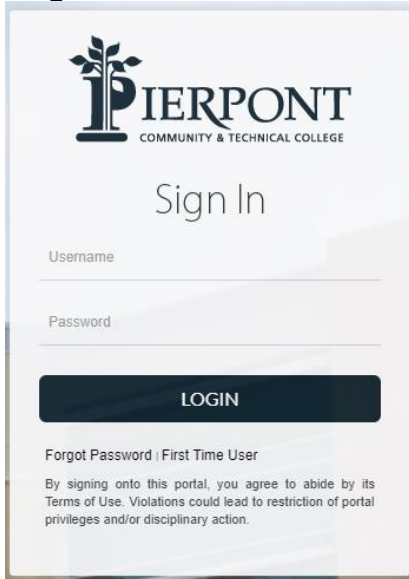 PIERPONT
COMMUNITY & TECHNICAL COLLEGE
Sign In
Username
Password
LOGIN
Forgot Password | First Time User
By signing onto this portal, you agree to abide by its
Terms of Use. Violations could lead to restriction of portal
privileges and/or disciplinary action.